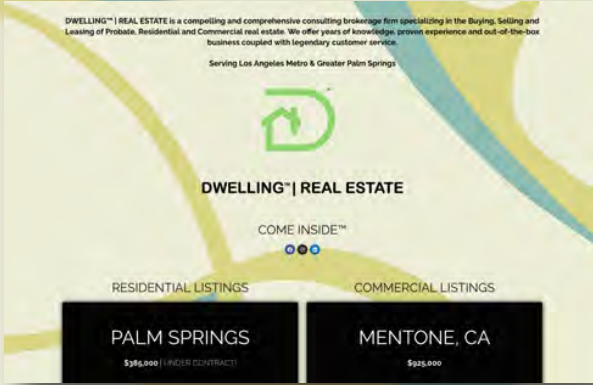 DWELLING™ | REAL ESTATE is a compelling and comprehensive consulting brokerage firm specializing in the Buying, Selling and
Leasing of Probate, Residential and Commercial real estate. We offer years of knowledge, proven experience and out-of-the-box
business coupled with legendary customer service.
Serving Los Angeles Metro & Greater Palm Springs
DWELLING™ | REAL ESTATE
COME INSIDE™
RESIDENTIAL LISTINGS
COMMERCIAL LISTINGS
PALM SPRINGS
$385,000 | UNDER CONTRACT!
MENTONE, CA
$925,000